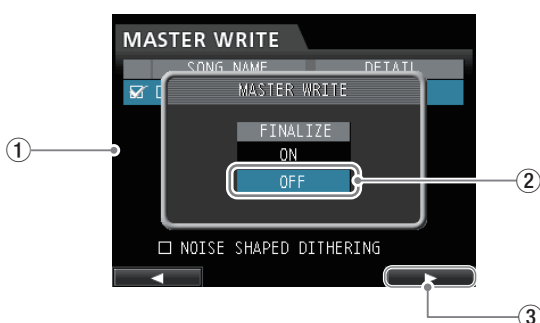 MASTER WRITE
SONG NAME DETAIL
MASTER WRITE
FINALIZE
ON
① OFF ②
☐ NOISE SHAPED DITHERING
◀ ▶
③